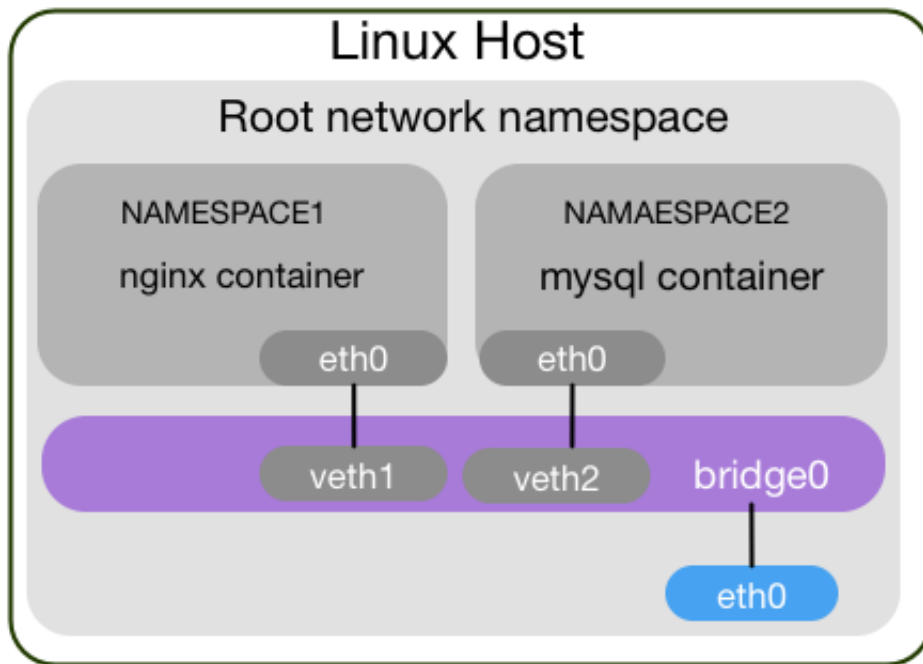 Linux Host
Root network namespace
NAMESPACE1
nginx container
eth0
NAMAESPACE2
mysql container
eth0
veth1
veth2
bridge0
eth0